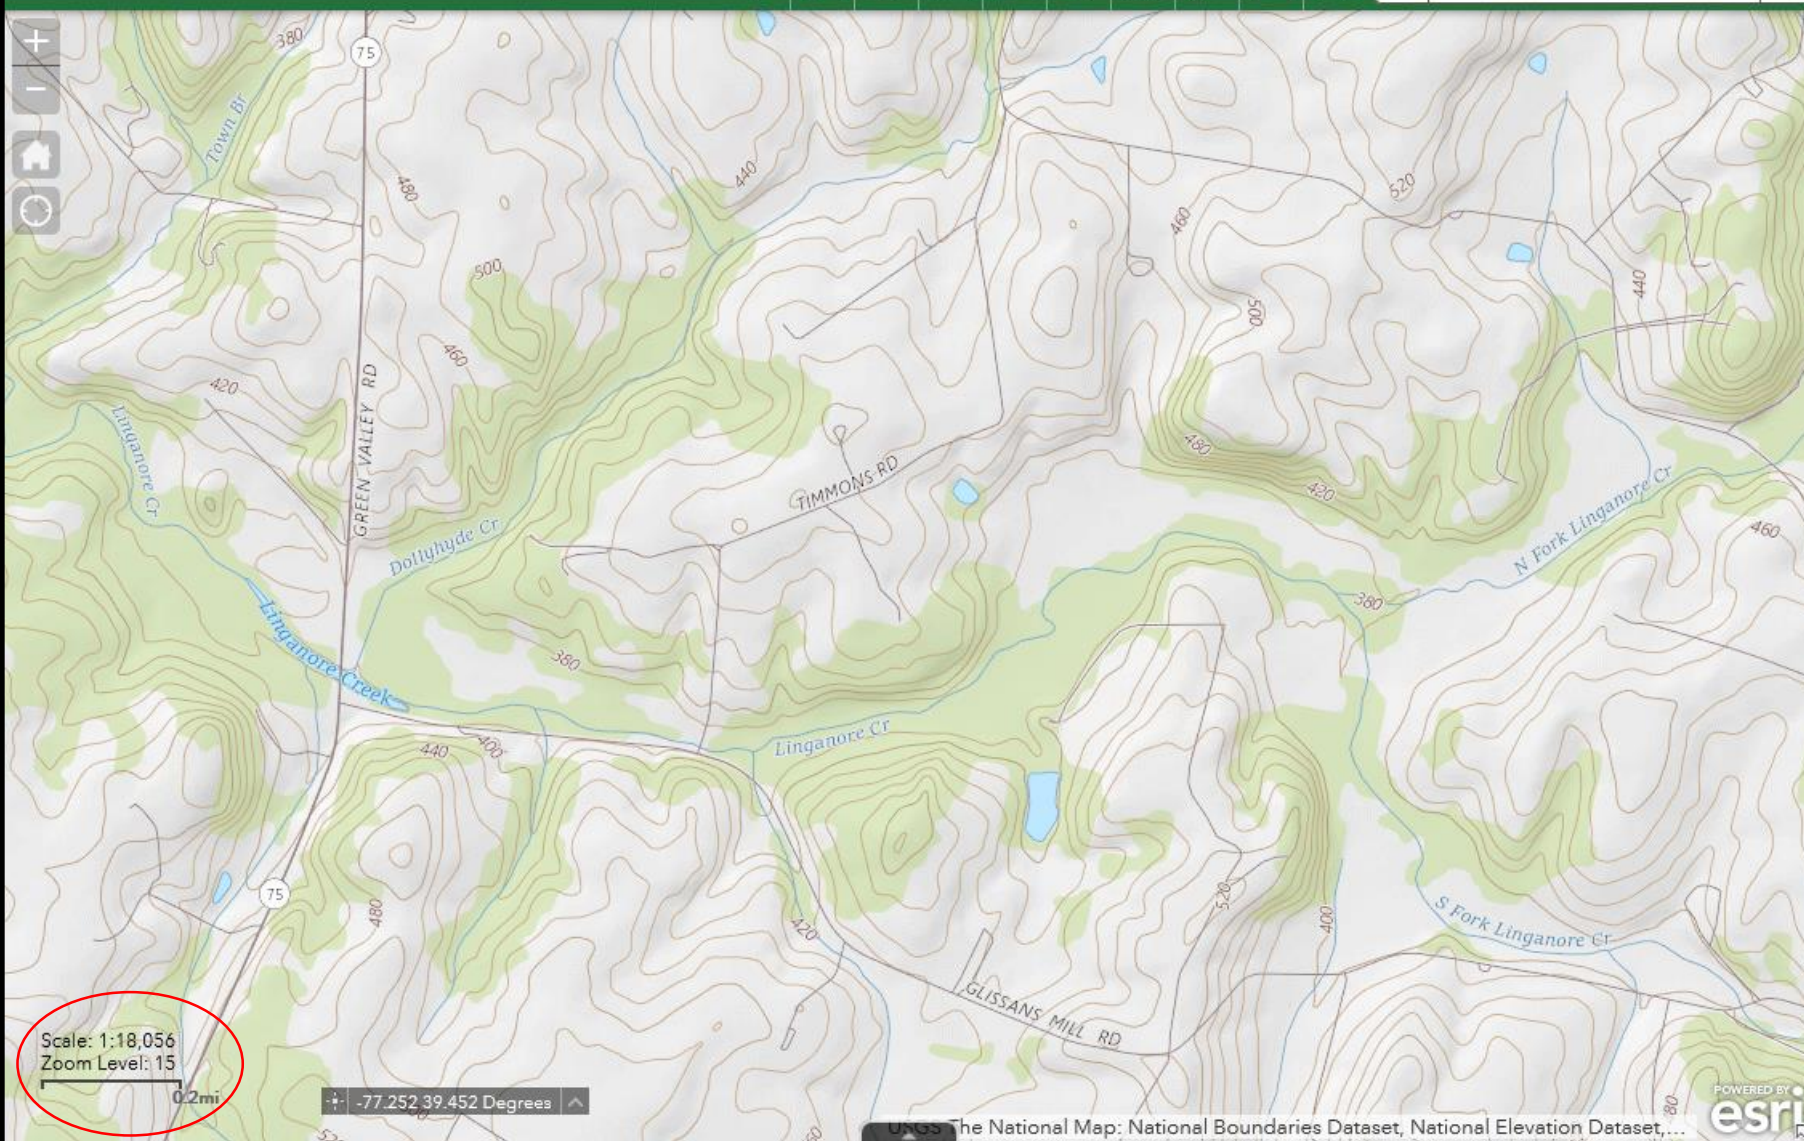 380
75
Town Br
480
440
520
460
500
440
500
460
420
GREEN VALLEY RD
Linganore Cr
480
420
TIMMONS RD
N Fork Linganore Cr
460
Dollyhyde Cr
380
Linganore Creek
380
Linganore Cr
440
400
75
480
420
520
400
S Fork Linganore Cr
GLISSANS MILL RD
Scale: 1:18,056
Zoom Level: 15
0.2mi
-77.252 39.452 Degrees
USGS The National Map: National Boundaries Dataset, National Elevation Dataset,...
POWERED BY
esri